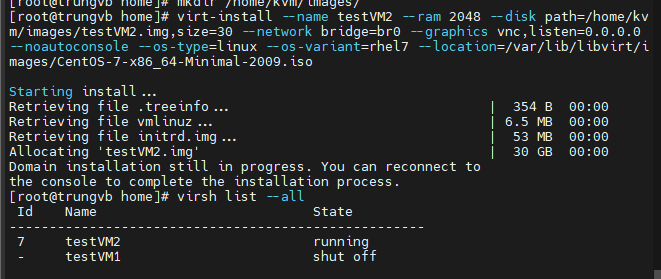 [root@trungvb home]# mkdir /home/kvm/images/
[root@trungvb home]# virt-install --name testVM2 --ram 2048 --disk path=/home/kv
m/images/testVM2.img,size=30 --network bridge=br0 --graphics vnc,listen=0.0.0.0
--noautoconsole --os-type=linux --os-variant=rhel7 --location=/var/lib/libvirt/i
mages/CentOS-7-x86_64-Minimal-2009.iso
Starting install...
Retrieving file .treeinfo... | 354 B 00:00
Retrieving file vmlinuz... | 6.5 MB 00:00
Retrieving file initrd.img... | 53 MB 00:00
Allocating 'testVM2.img' | 30 GB 00:00
Domain installation still in progress. You can reconnect to
the console to complete the installation process.
[root@trungvb home]# virsh list --all
Id Name State
----------------------------------------------------
7 testVM2 running
- testVM1 shut off